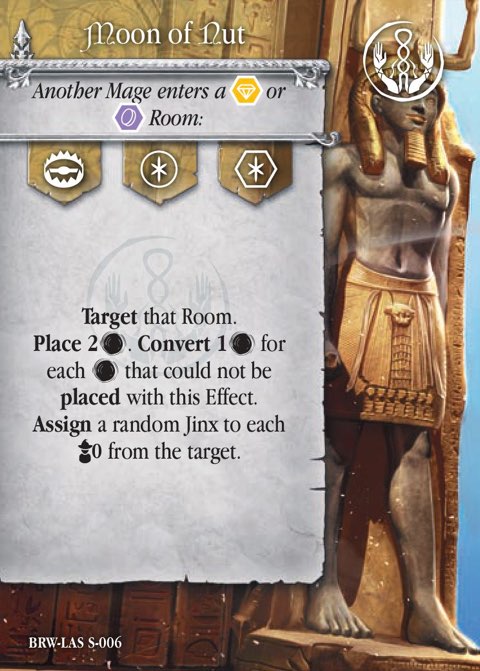 Moon of Nut
Another Mage enters a or
Room:
Target that Room.
Place 2 . Convert 1 for
each that could not be
placed with this Effect.
Assign a random Jinx to each
0 from the target.
BRW-LAS S-006